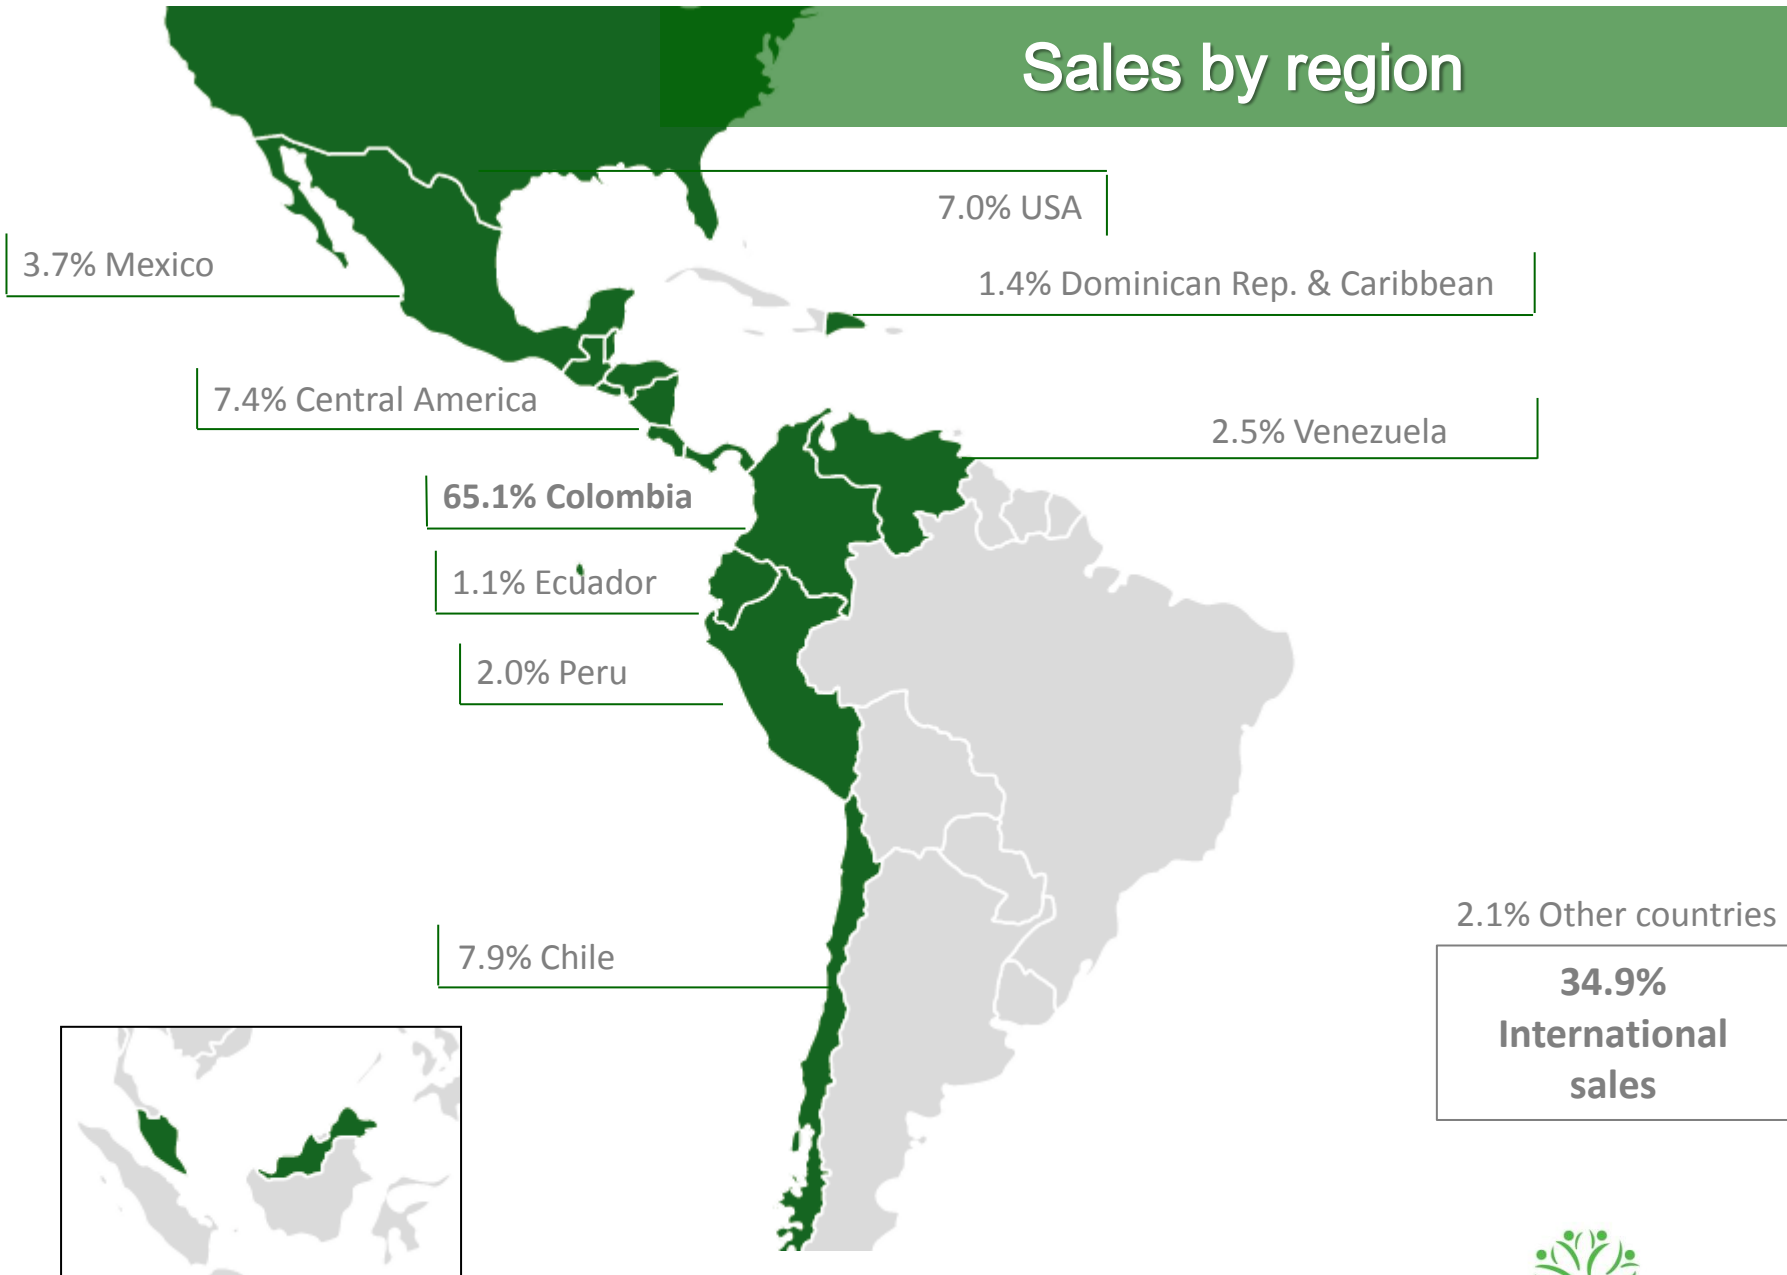 Sales by region
7.0% USA
3.7% Mexico
1.4% Dominican Rep. & Caribbean
7.4% Central America
2.5% Venezuela
65.1% Colombia
1.1% Ecuador
2.0% Peru
7.9% Chile
2.1% Other countries
34.9%
International
sales